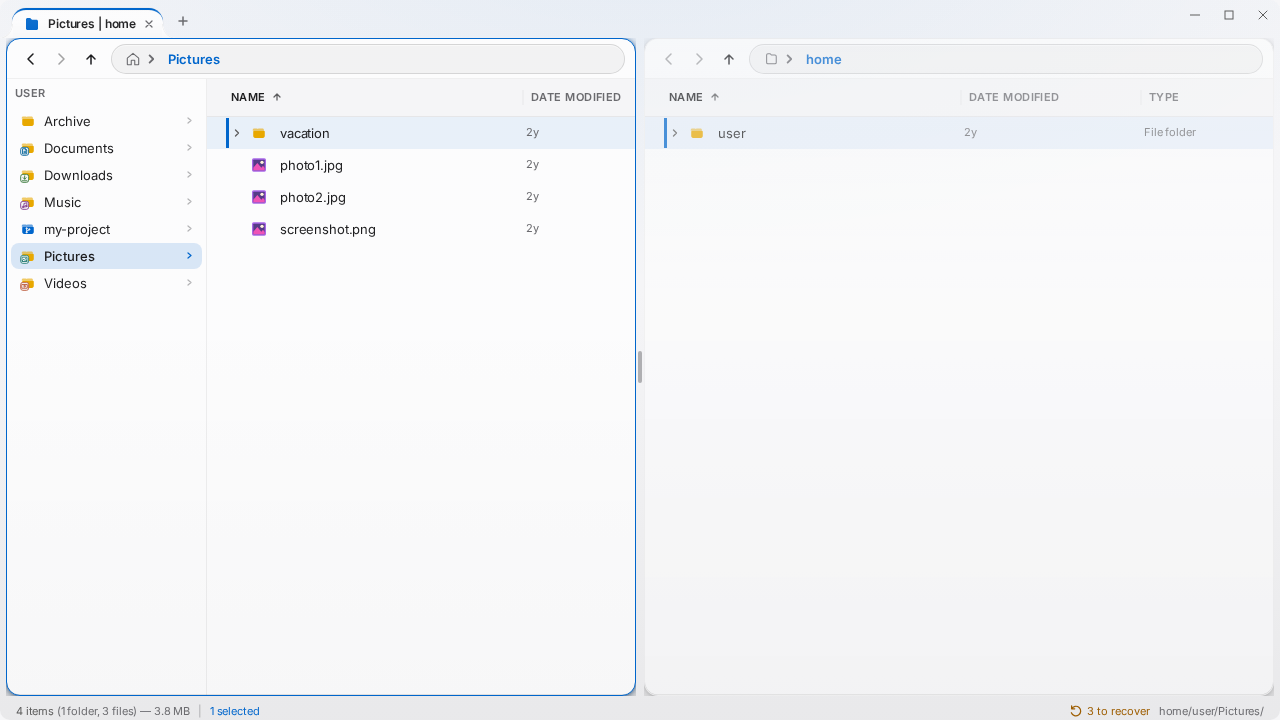 Pictures | home
Pictures
USER
Archive
Documents
Downloads
Music
my-project
Pictures
Videos
NAME
DATE MODIFIED
vacation
2y
photo1.jpg
2y
photo2.jpg
2y
screenshot.png
2y
home
NAME
DATE MODIFIED
TYPE
user
2y
File folder
4 items (1 folder, 3 files) — 3.8 MB
1 selected
3 to recover
home/user/Pictures/